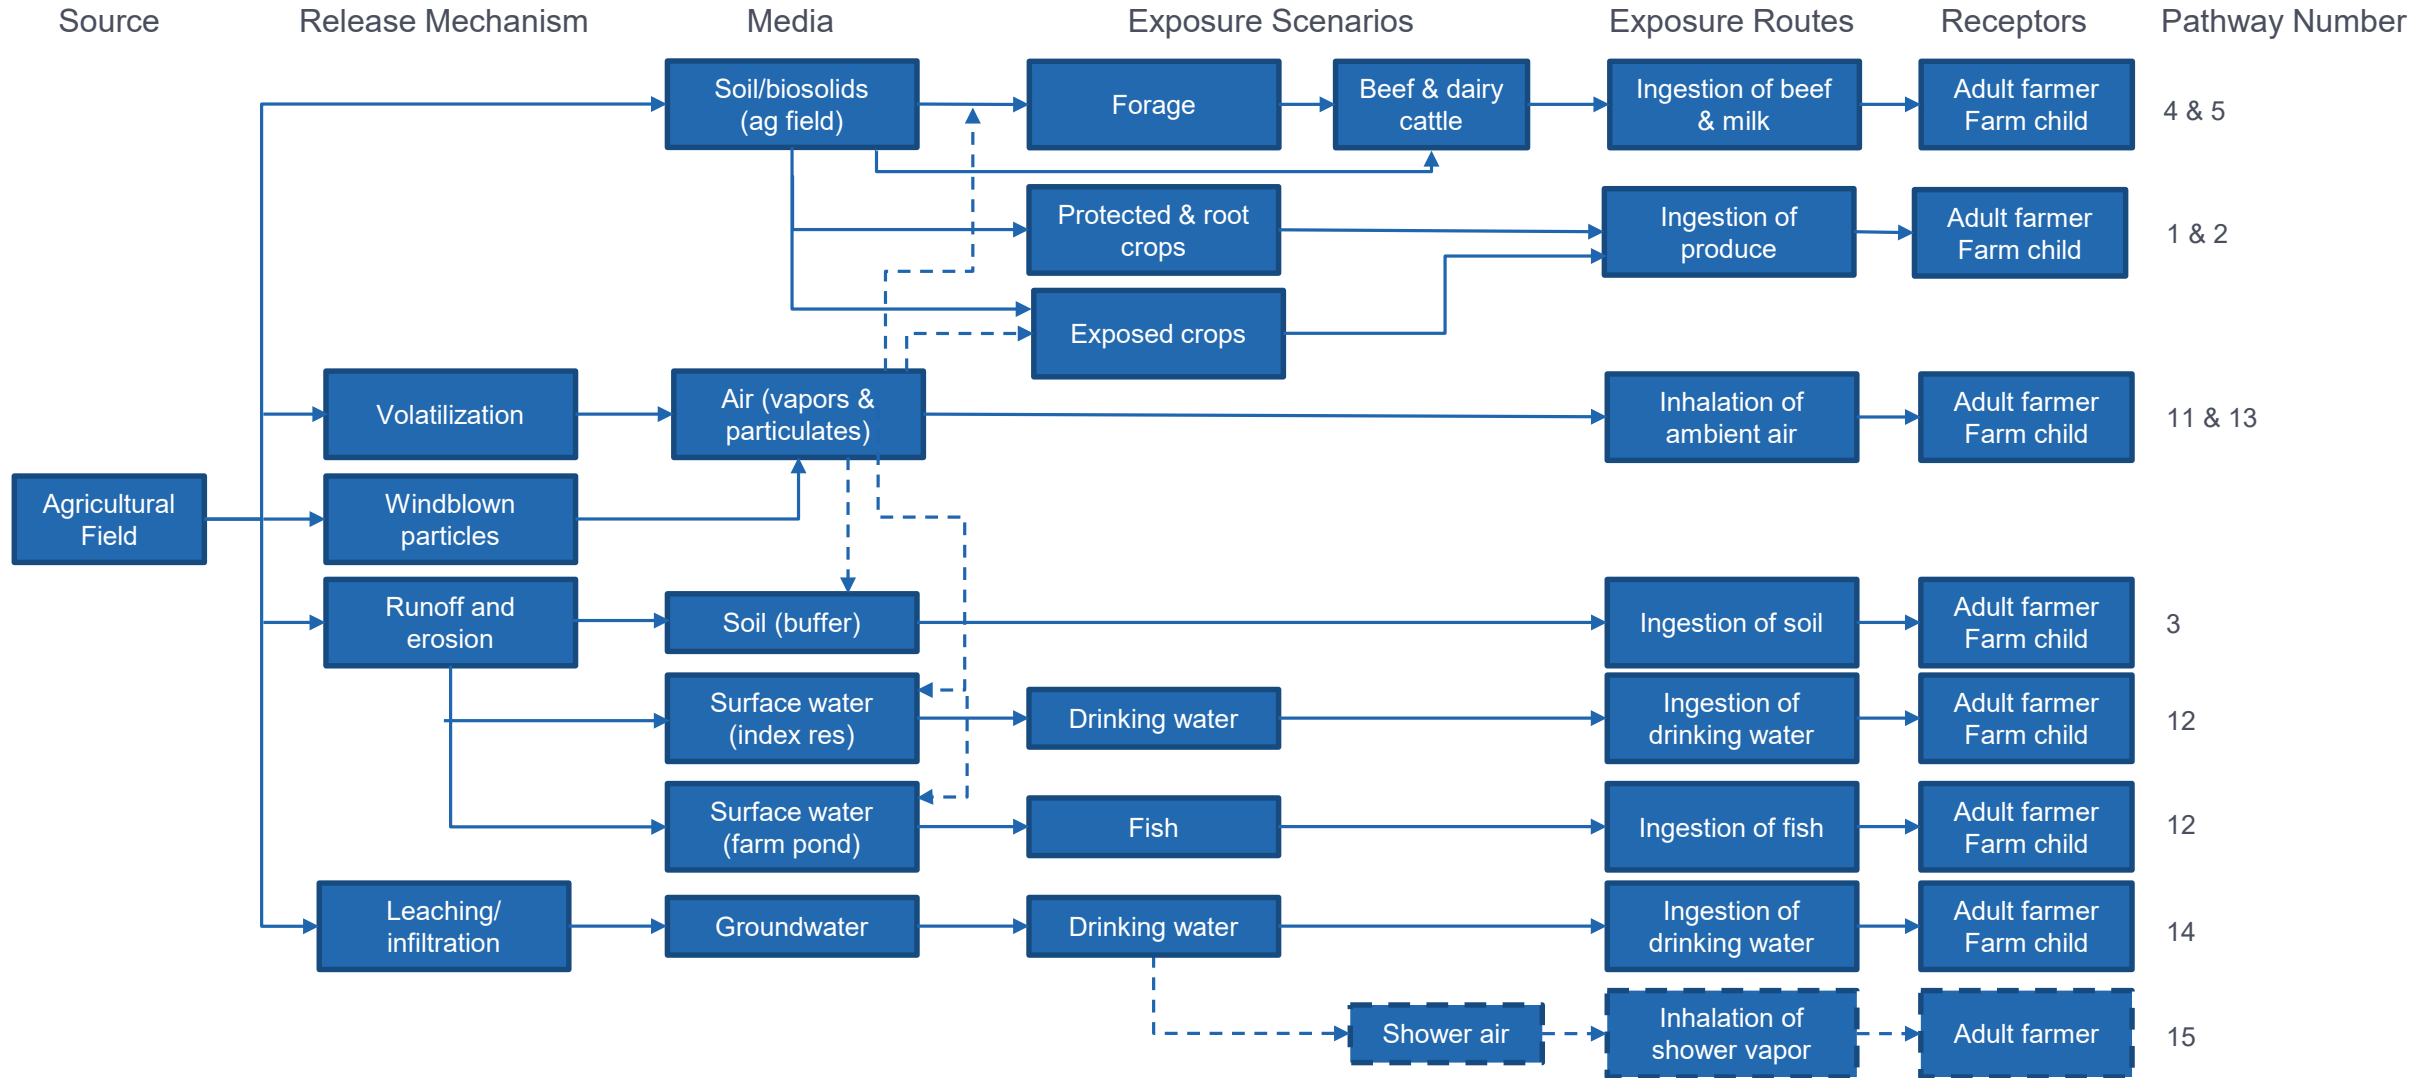 Source
Release Mechanism
Media
Exposure Scenarios
Exposure Routes
Receptors
Pathway Number
Soil/biosolids
(ag field)
Forage
Beef & dairy
cattle
Ingestion of beef
& milk
Adult farmer
Farm child
4 & 5
Protected & root
crops
Ingestion of
produce
Adult farmer
Farm child
1 & 2
Exposed crops
Volatilization
Air (vapors &
particulates)
Inhalation of
ambient air
Adult farmer
Farm child
11 & 13
Agricultural
Field
Windblown
particles
Runoff and
erosion
Soil (buffer)
Ingestion of soil
Adult farmer
Farm child
3
Surface water
(index res)
Drinking water
Ingestion of
drinking water
Adult farmer
Farm child
12
Surface water
(farm pond)
Fish
Ingestion of fish
Adult farmer
Farm child
12
Leaching/
infiltration
Groundwater
Drinking water
Ingestion of
drinking water
Adult farmer
Farm child
14
Shower air
Inhalation of
shower vapor
Adult farmer
15